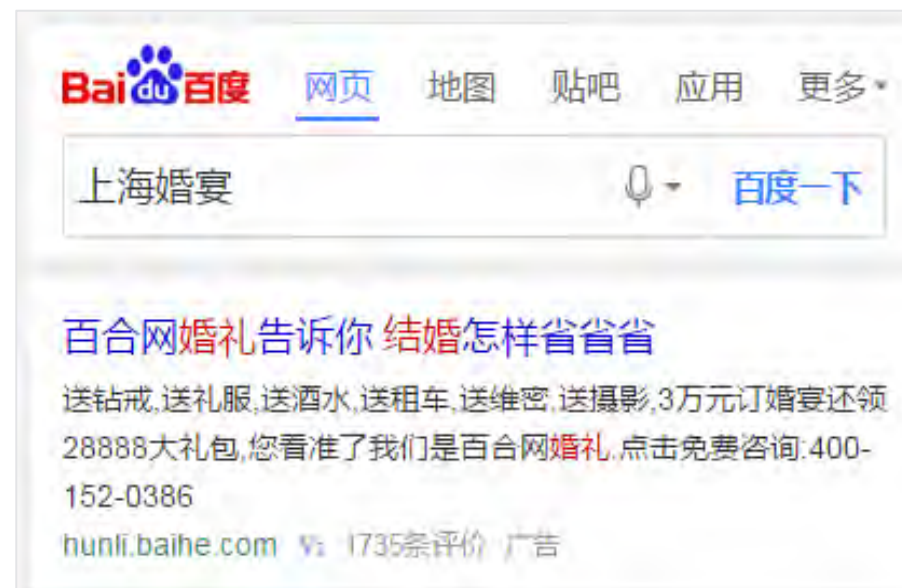 Bai du 百度 网页 地图 贴吧 应用 更多
上海婚宴 百度一下
百合网婚礼告诉你 结婚怎样省省省
送钻戒,送礼服,送酒水,送租车,送维密,送摄影,3万元订婚宴还领
28888大礼包,您看准了我们是百合网婚礼.点击免费咨询:400-
152-0386
hunli.baihe.com V2 1735条评价 广告